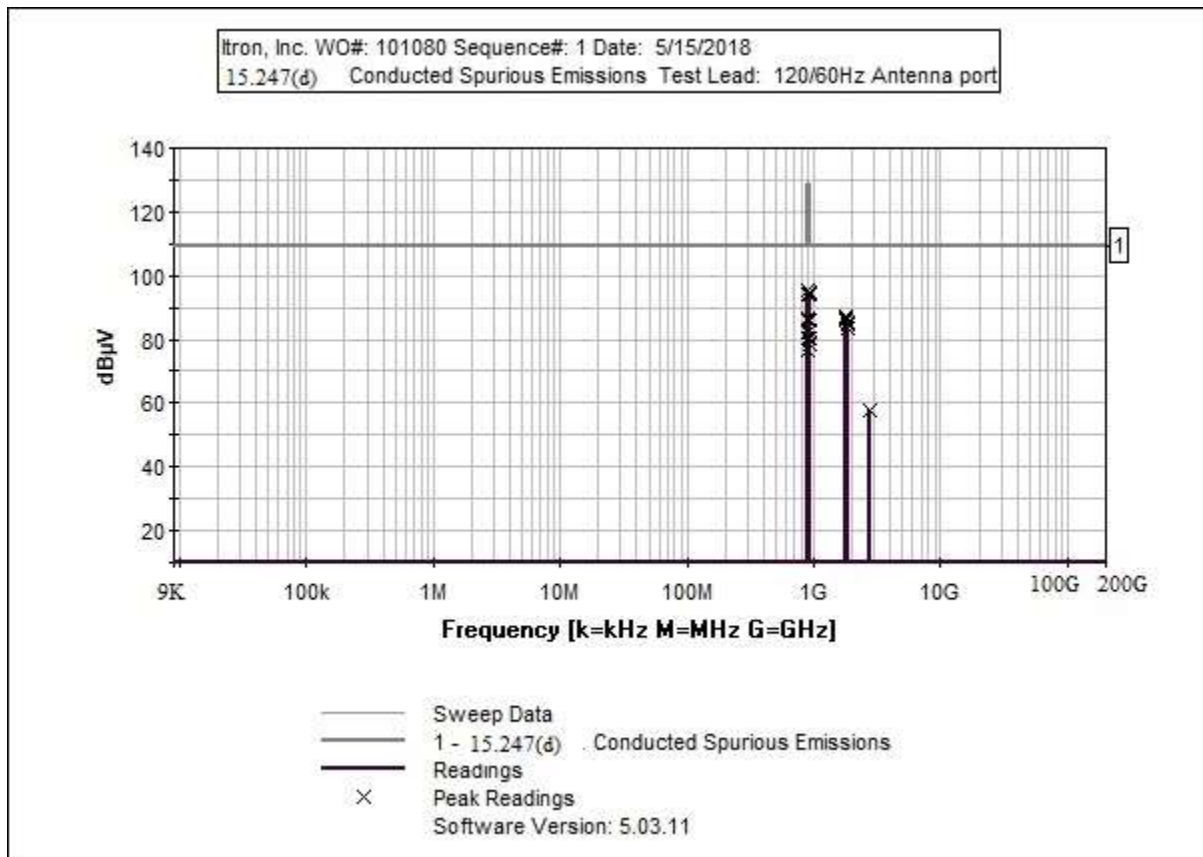 Itron, Inc. WO#: 101080 Sequence#: 1 Date: 5/15/2018
15.247(d) Conducted Spurious Emissions Test Lead: 120/60Hz Antenna port
140
120
100
80
60
40
20
dBµV
1
9K 100k 1M 10M 100M 1G 10G 100G 200G
Frequency [k=kHz M=MHz G=GHz]
Sweep Data
1 - 15.247(d) . Conducted Spurious Emissions
Readings
Peak Readings
Software Version: 5.03.11